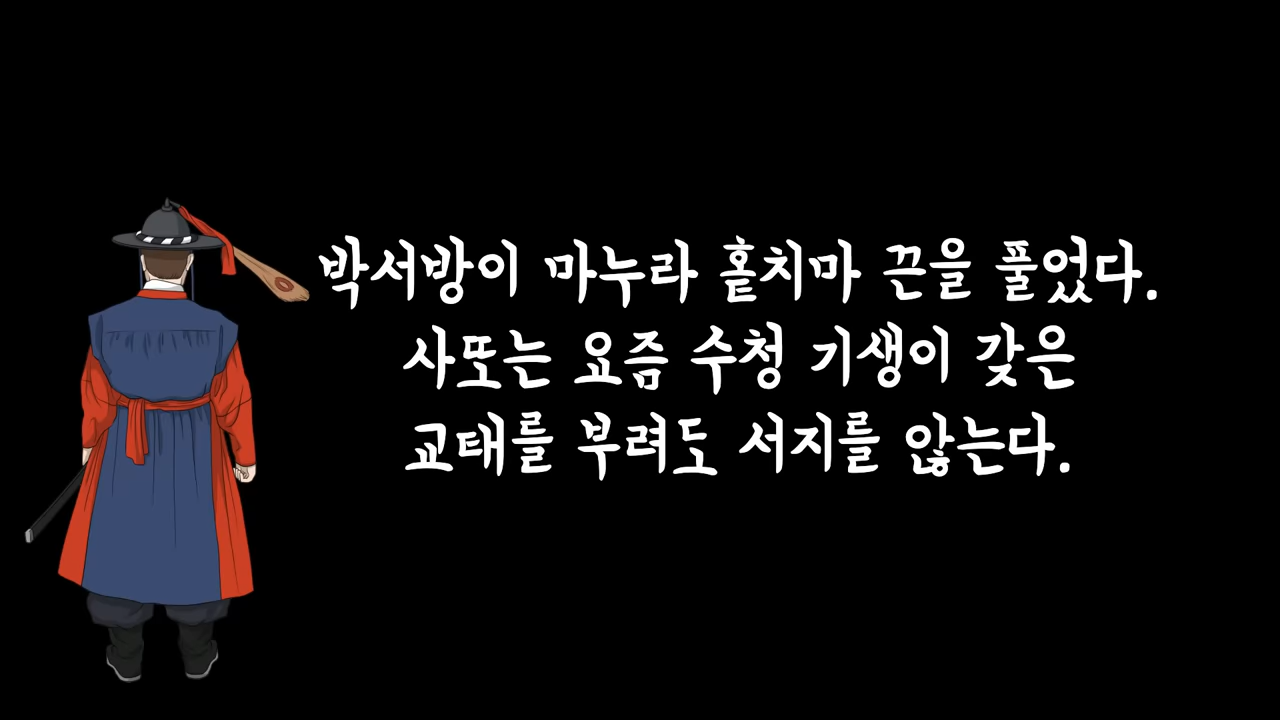 박서방이 마누라 홑치마 끈을 풀었다.
사또는 요즘 수청 기생이 갖은
교태를 부려도 서지를 않는다.